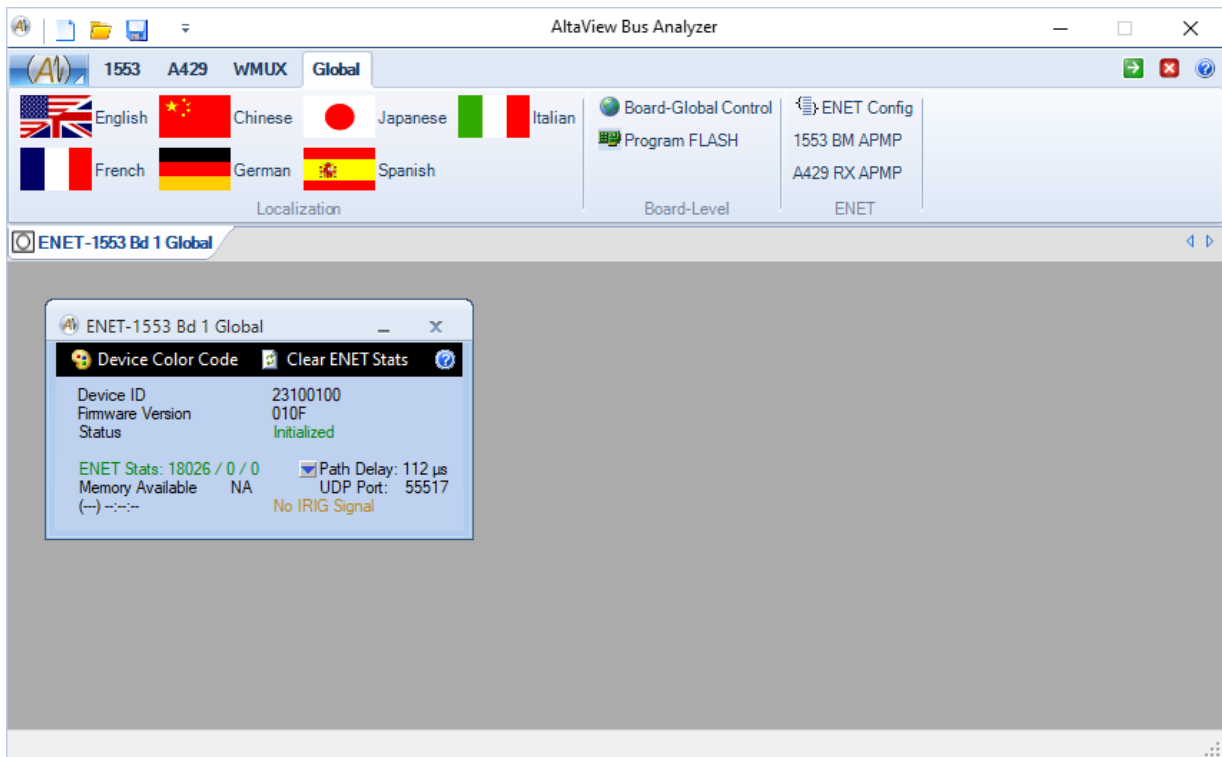 AltaView Bus Analyzer
1553 A429 WMUX Global
English Chinese Japanese Italian
French German Spanish
Localization
Board-Global Control
Program FLASH
Board-Level
ENET Config
1553 BM APMP
A429 RX APMP
ENET
ENET-1553 Bd 1 Global
ENET-1553 Bd 1 Global
Device Color Code Clear ENET Stats
Device ID 23100100
Firmware Version 010F
Status Initialized
ENET Stats: 18026 / 0 / 0 Path Delay: 112 µs
Memory Available NA UDP Port: 55517
(---) --:--:-- No IRIG Signal